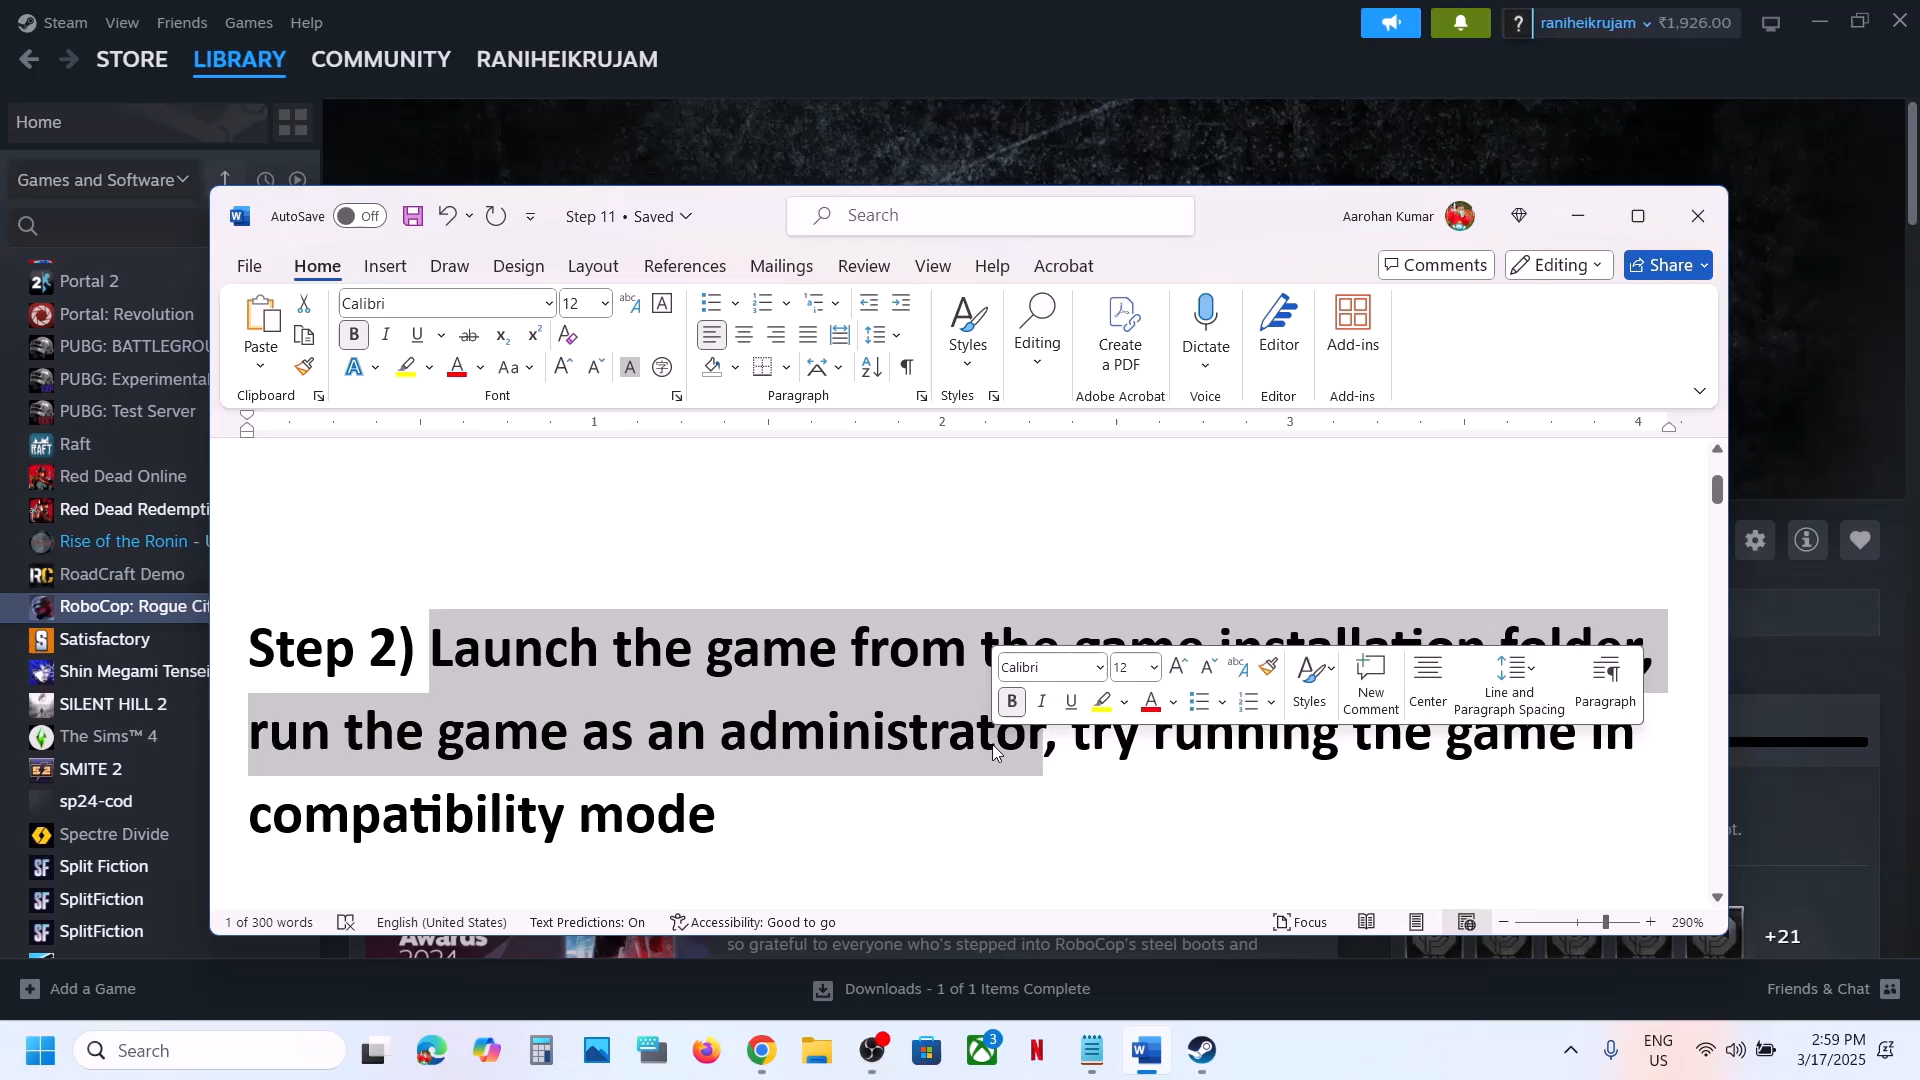 Steam View Friends Games Help
? raniheikrujam ₹1,926.00
STORE LIBRARY COMMUNITY RANIHEIKRUJAM
Home
Games and Software
AutoSave Off Step 11 • Saved Search Aarohan Kumar
File Home Insert Draw Design Layout References Mailings Review View Help Acrobat Comments Editing Share
Portal 2
Portal: Revolution
PUBG: BATTLEGROU
PUBG: Experimental
PUBG: Test Server
Raft
Red Dead Online
Red Dead Redempti
Rise of the Ronin - U
RoadCraft Demo
RoboCop: Rogue Cit
Satisfactory
Shin Megami Tensei
SILENT HILL 2
The Sims™ 4
SMITE 2
sp24-cod
Spectre Divide
Split Fiction
SplitFiction
SplitFiction
Paste Calibri 12
Styles Editing Create a PDF Dictate Editor Add-ins
Clipboard Font Paragraph Styles Adobe Acrobat Voice Editor Add-ins
1 2 3 4
Step 2) Launch the game from the game installation folder,
run the game as an administrator, try running the game in
compatibility mode
Calibri 12
B I U Styles New Comment Center Line and Paragraph Spacing Paragraph
1 of 300 words English (United States) Text Predictions: On Accessibility: Good to go Focus 290%
Awards
2024
so grateful to everyone who's stepped into RoboCop's steel boots and
+21
Add a Game Downloads - 1 of 1 Items Complete Friends & Chat
Search
3
ENG
US
2:59 PM
3/17/2025